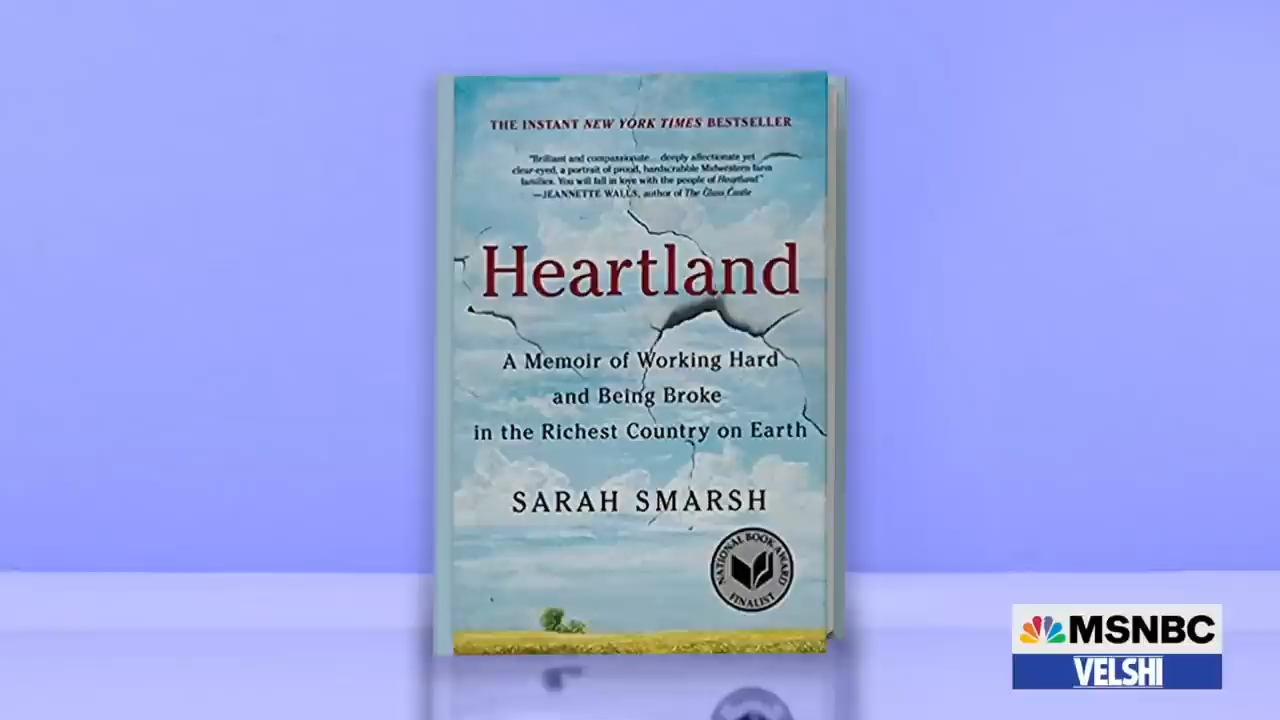 THE INSTANT NEW YORK TIMES BESTSELLER
"Brilliant and compassionate... deeply affectionate yet
clear-eyed, a portrait of proud, hardscrabble Midwestern farm
families. You will fall in love with the people of Heartland."
—JEANNETTE WALLS, author of The Glass Castle
Heartland
A Memoir of Working Hard
and Being Broke
in the Richest Country on Earth
SARAH SMARSH
NATIONAL BOOK AWARD
FINALIST
MSNBC
VELSHI